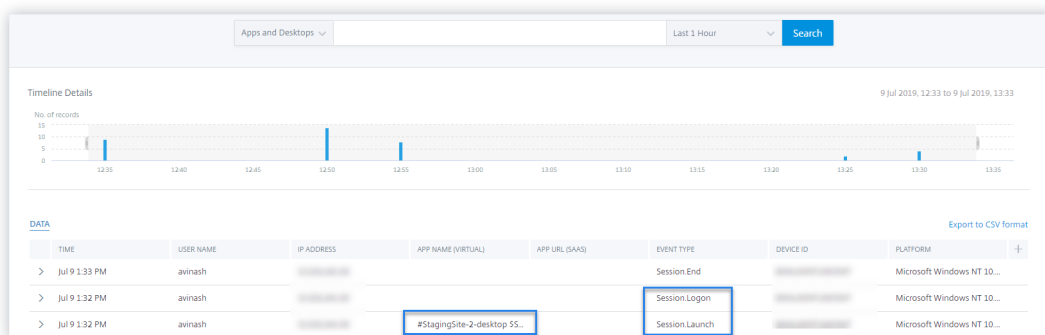 Apps and Desktops Last 1 Hour Search
Timeline Details 9 Jul 2019, 12:33 to 9 Jul 2019, 13:33
No. of records
15
10
5
0
12:35 12:40 12:45 12:50 12:55 13:00 13:05 13:10 13:15 13:20 13:25 13:30 13:35
DATA Export to CSV format
TIME USER NAME IP ADDRESS APP NAME (VIRTUAL) APP URL (SAAS) EVENT TYPE DEVICE ID PLATFORM +
Jul 9 1:33 PM avinash Session.End Microsoft Windows NT 10....
Jul 9 1:32 PM avinash Session.Logon Microsoft Windows NT 10....
Jul 9 1:32 PM avinash #StagingSite-2-desktop $S... Session.Launch Microsoft Windows NT 10....